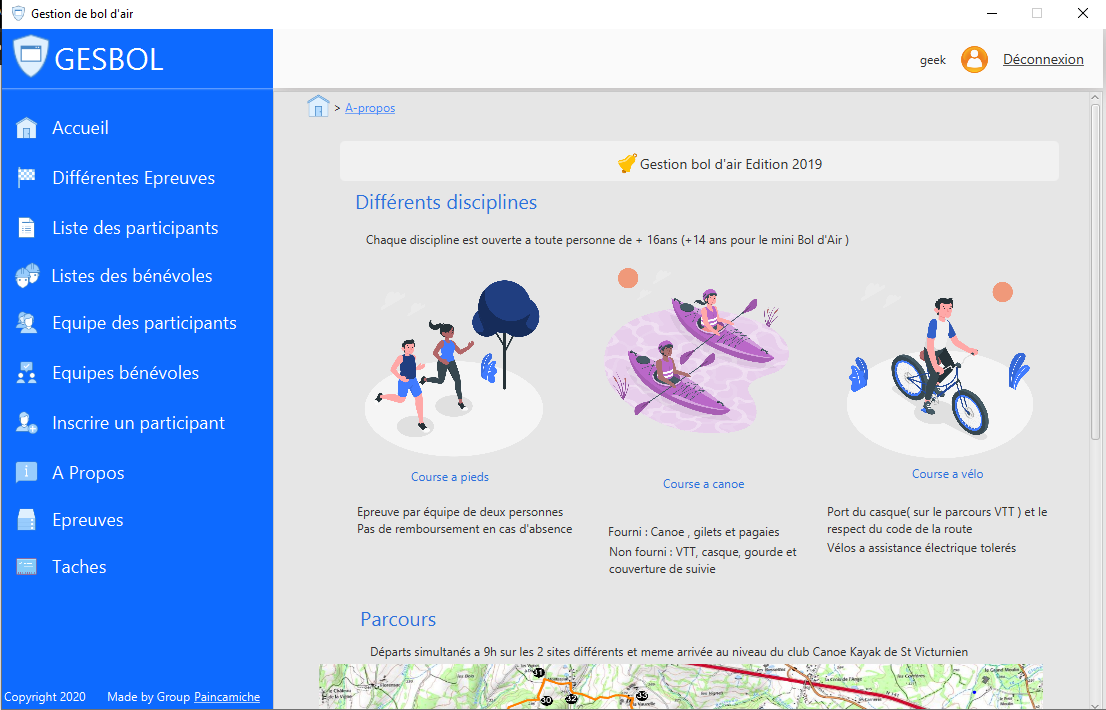 Gestion de bol d'air
GESBOL
geek
Déconnexion
Accueil
Différentes Epreuves
Liste des participants
Listes des bénévoles
Equipe des participants
Equipes bénévoles
Inscrire un participant
A Propos
Epreuves
Taches
Copyright 2020 Made by Group Paincamiche
> A-propos
Gestion bol d'air Edition 2019
Différents disciplines
Chaque discipline est ouverte a toute personne de + 16ans (+14 ans pour le mini Bol d'Air )
Course a pieds
Epreuve par équipe de deux personnes
Pas de remboursement en cas d'absence
Course a canoe
Fourni : Canoe , gilets et pagaies
Non fourni : VTT, casque, gourde et
couverture de suivie
Course a vélo
Port du casque( sur le parcours VTT ) et le
respect du code de la route
Vélos a assistance électrique tolerés
Parcours
Départs simultanés a 9h sur les 2 sites différents et meme arrivée au niveau du club Canoe Kayak de St Victurnien
11
30
32
33